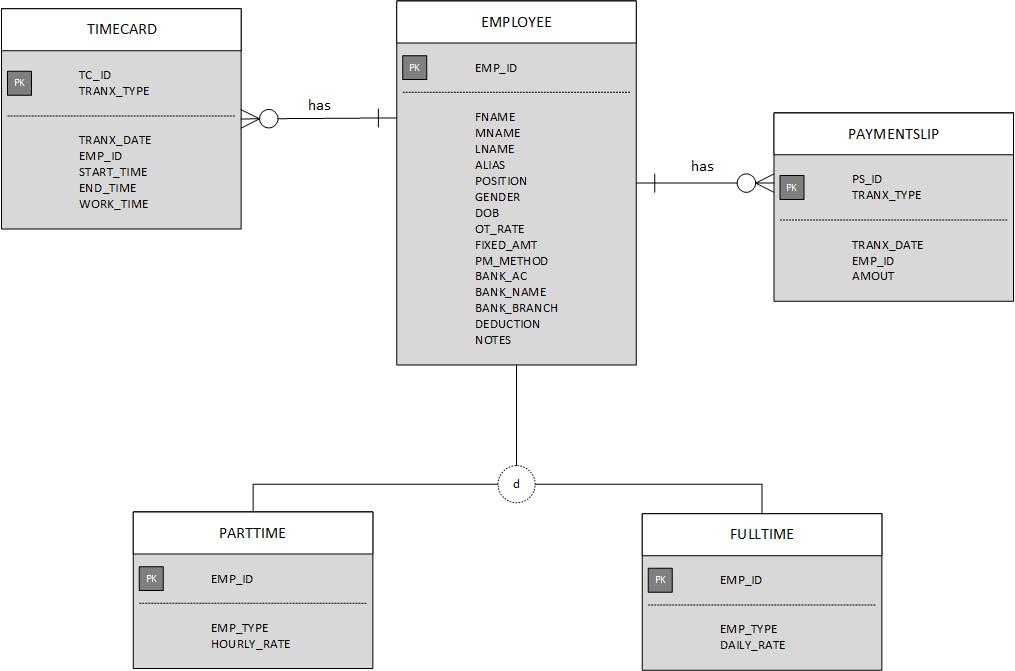 TIMECARD
PK
TC_ID
TRANX_TYPE
TRANX_DATE
EMP_ID
START_TIME
END_TIME
WORK_TIME
has
EMPLOYEE
PK
EMP_ID
FNAME
MNAME
LNAME
ALIAS
POSITION
GENDER
DOB
OT_RATE
FIXED_AMT
PM_METHOD
BANK_AC
BANK_NAME
BANK_BRANCH
DEDUCTION
NOTES
has
PAYMENTSLIP
PK
PS_ID
TRANX_TYPE
TRANX_DATE
EMP_ID
AMOUT
d
PARTTIME
PK
EMP_ID
EMP_TYPE
HOURLY_RATE
FULLTIME
PK
EMP_ID
EMP_TYPE
DAILY_RATE